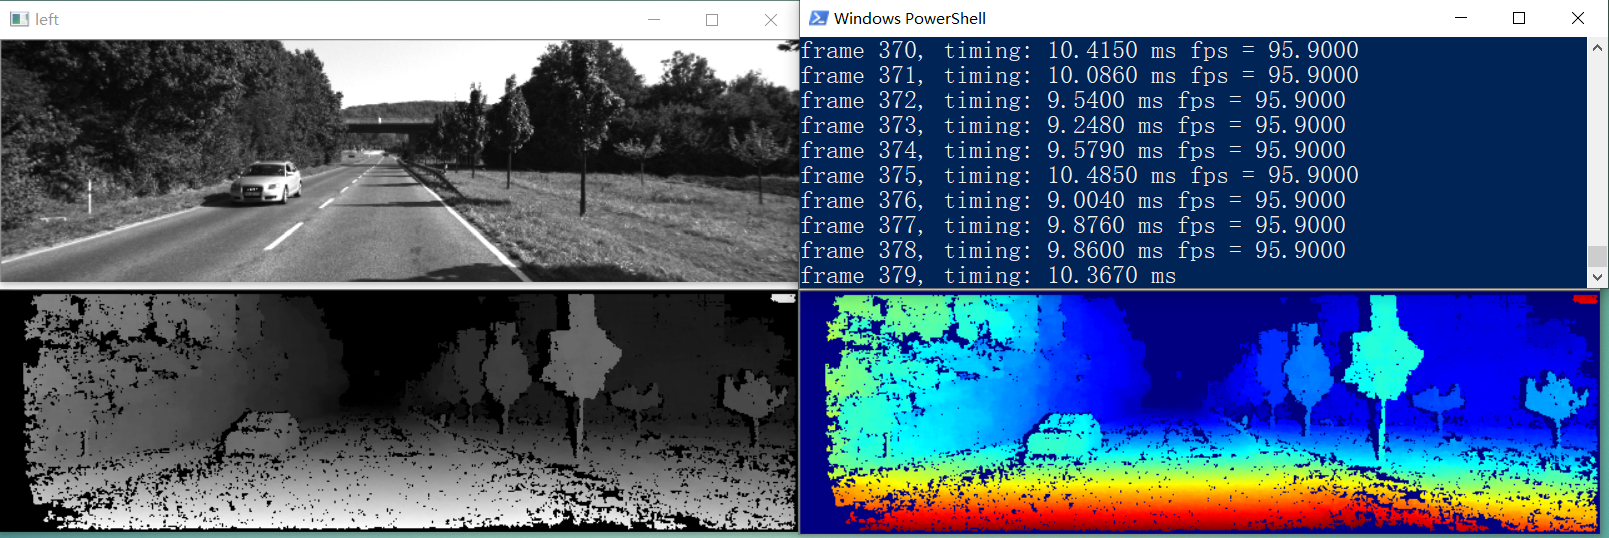 left
Windows PowerShell
frame 370, timing: 10.4150 ms fps = 95.9000
frame 371, timing: 10.0860 ms fps = 95.9000
frame 372, timing: 9.5400 ms fps = 95.9000
frame 373, timing: 9.2480 ms fps = 95.9000
frame 374, timing: 9.5790 ms fps = 95.9000
frame 375, timing: 10.4850 ms fps = 95.9000
frame 376, timing: 9.0040 ms fps = 95.9000
frame 377, timing: 9.8760 ms fps = 95.9000
frame 378, timing: 9.8600 ms fps = 95.9000
frame 379, timing: 10.3670 ms